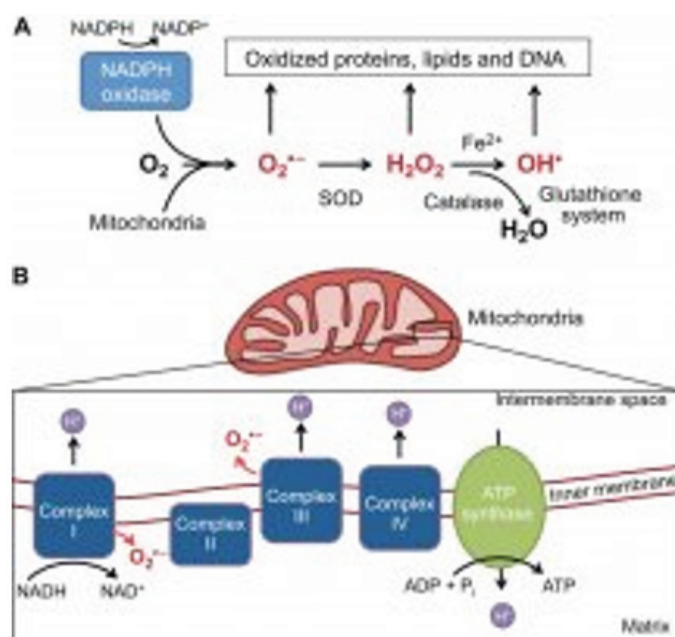 A
NADPH NADP⁺
NADPH
oxidase
Oxidized proteins, lipids and DNA
O₂ O₂•− H₂O₂ Fe²⁺ OH•
SOD
Catalase
Glutathione
system
Mitochondria
H₂O
B
Mitochondria
Intermembrane space
H⁺ H⁺ H⁺
O₂•−
Complex
I
Complex
II
Complex
III
Complex
IV
ATP
synthase
Inner membrane
O₂•−
NADH NAD⁺
ADP + Pᵢ ATP
H⁺
Matrix